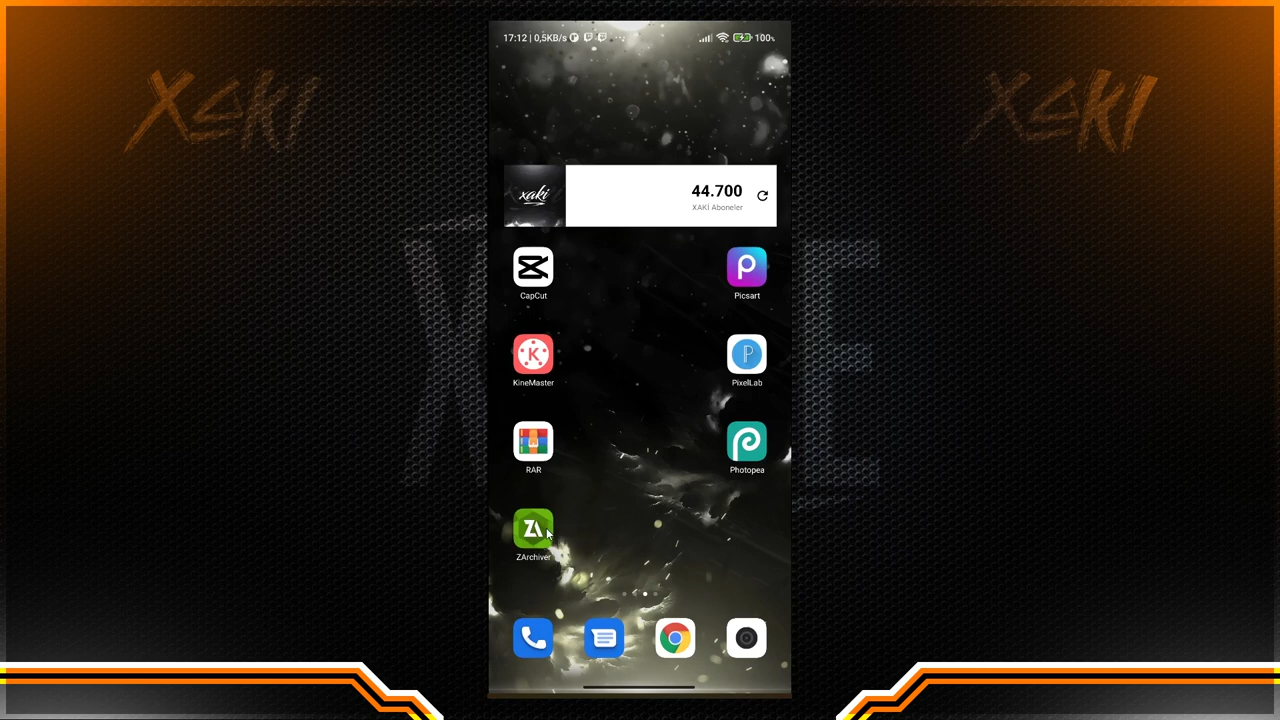 17:12 | 0,5KB/s
100%
XAKI
XAKI
xaki
44.700
XAKİ Aboneler
CapCut
Picsart
KineMaster
PixelLab
RAR
Photopea
ZA
ZArchiver